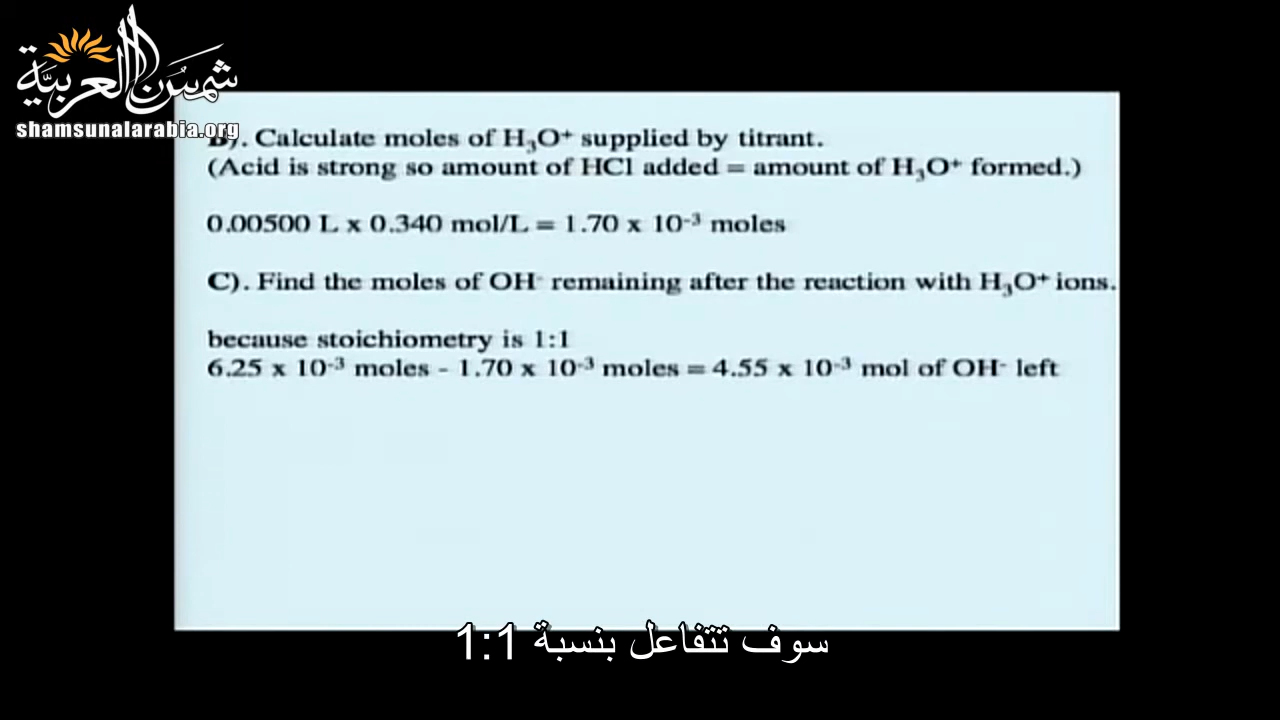 شمس العربية
shamsunalarabia.org
B). Calculate moles of H₃O⁺ supplied by titrant.
(Acid is strong so amount of HCl added = amount of H₃O⁺ formed.)
0.00500 L x 0.340 mol/L = 1.70 x 10⁻³ moles
C). Find the moles of OH⁻ remaining after the reaction with H₃O⁺ ions.
because stoichiometry is 1:1
6.25 x 10⁻³ moles - 1.70 x 10⁻³ moles = 4.55 x 10⁻³ mol of OH⁻ left
سوف تتفاعل بنسبة 1:1